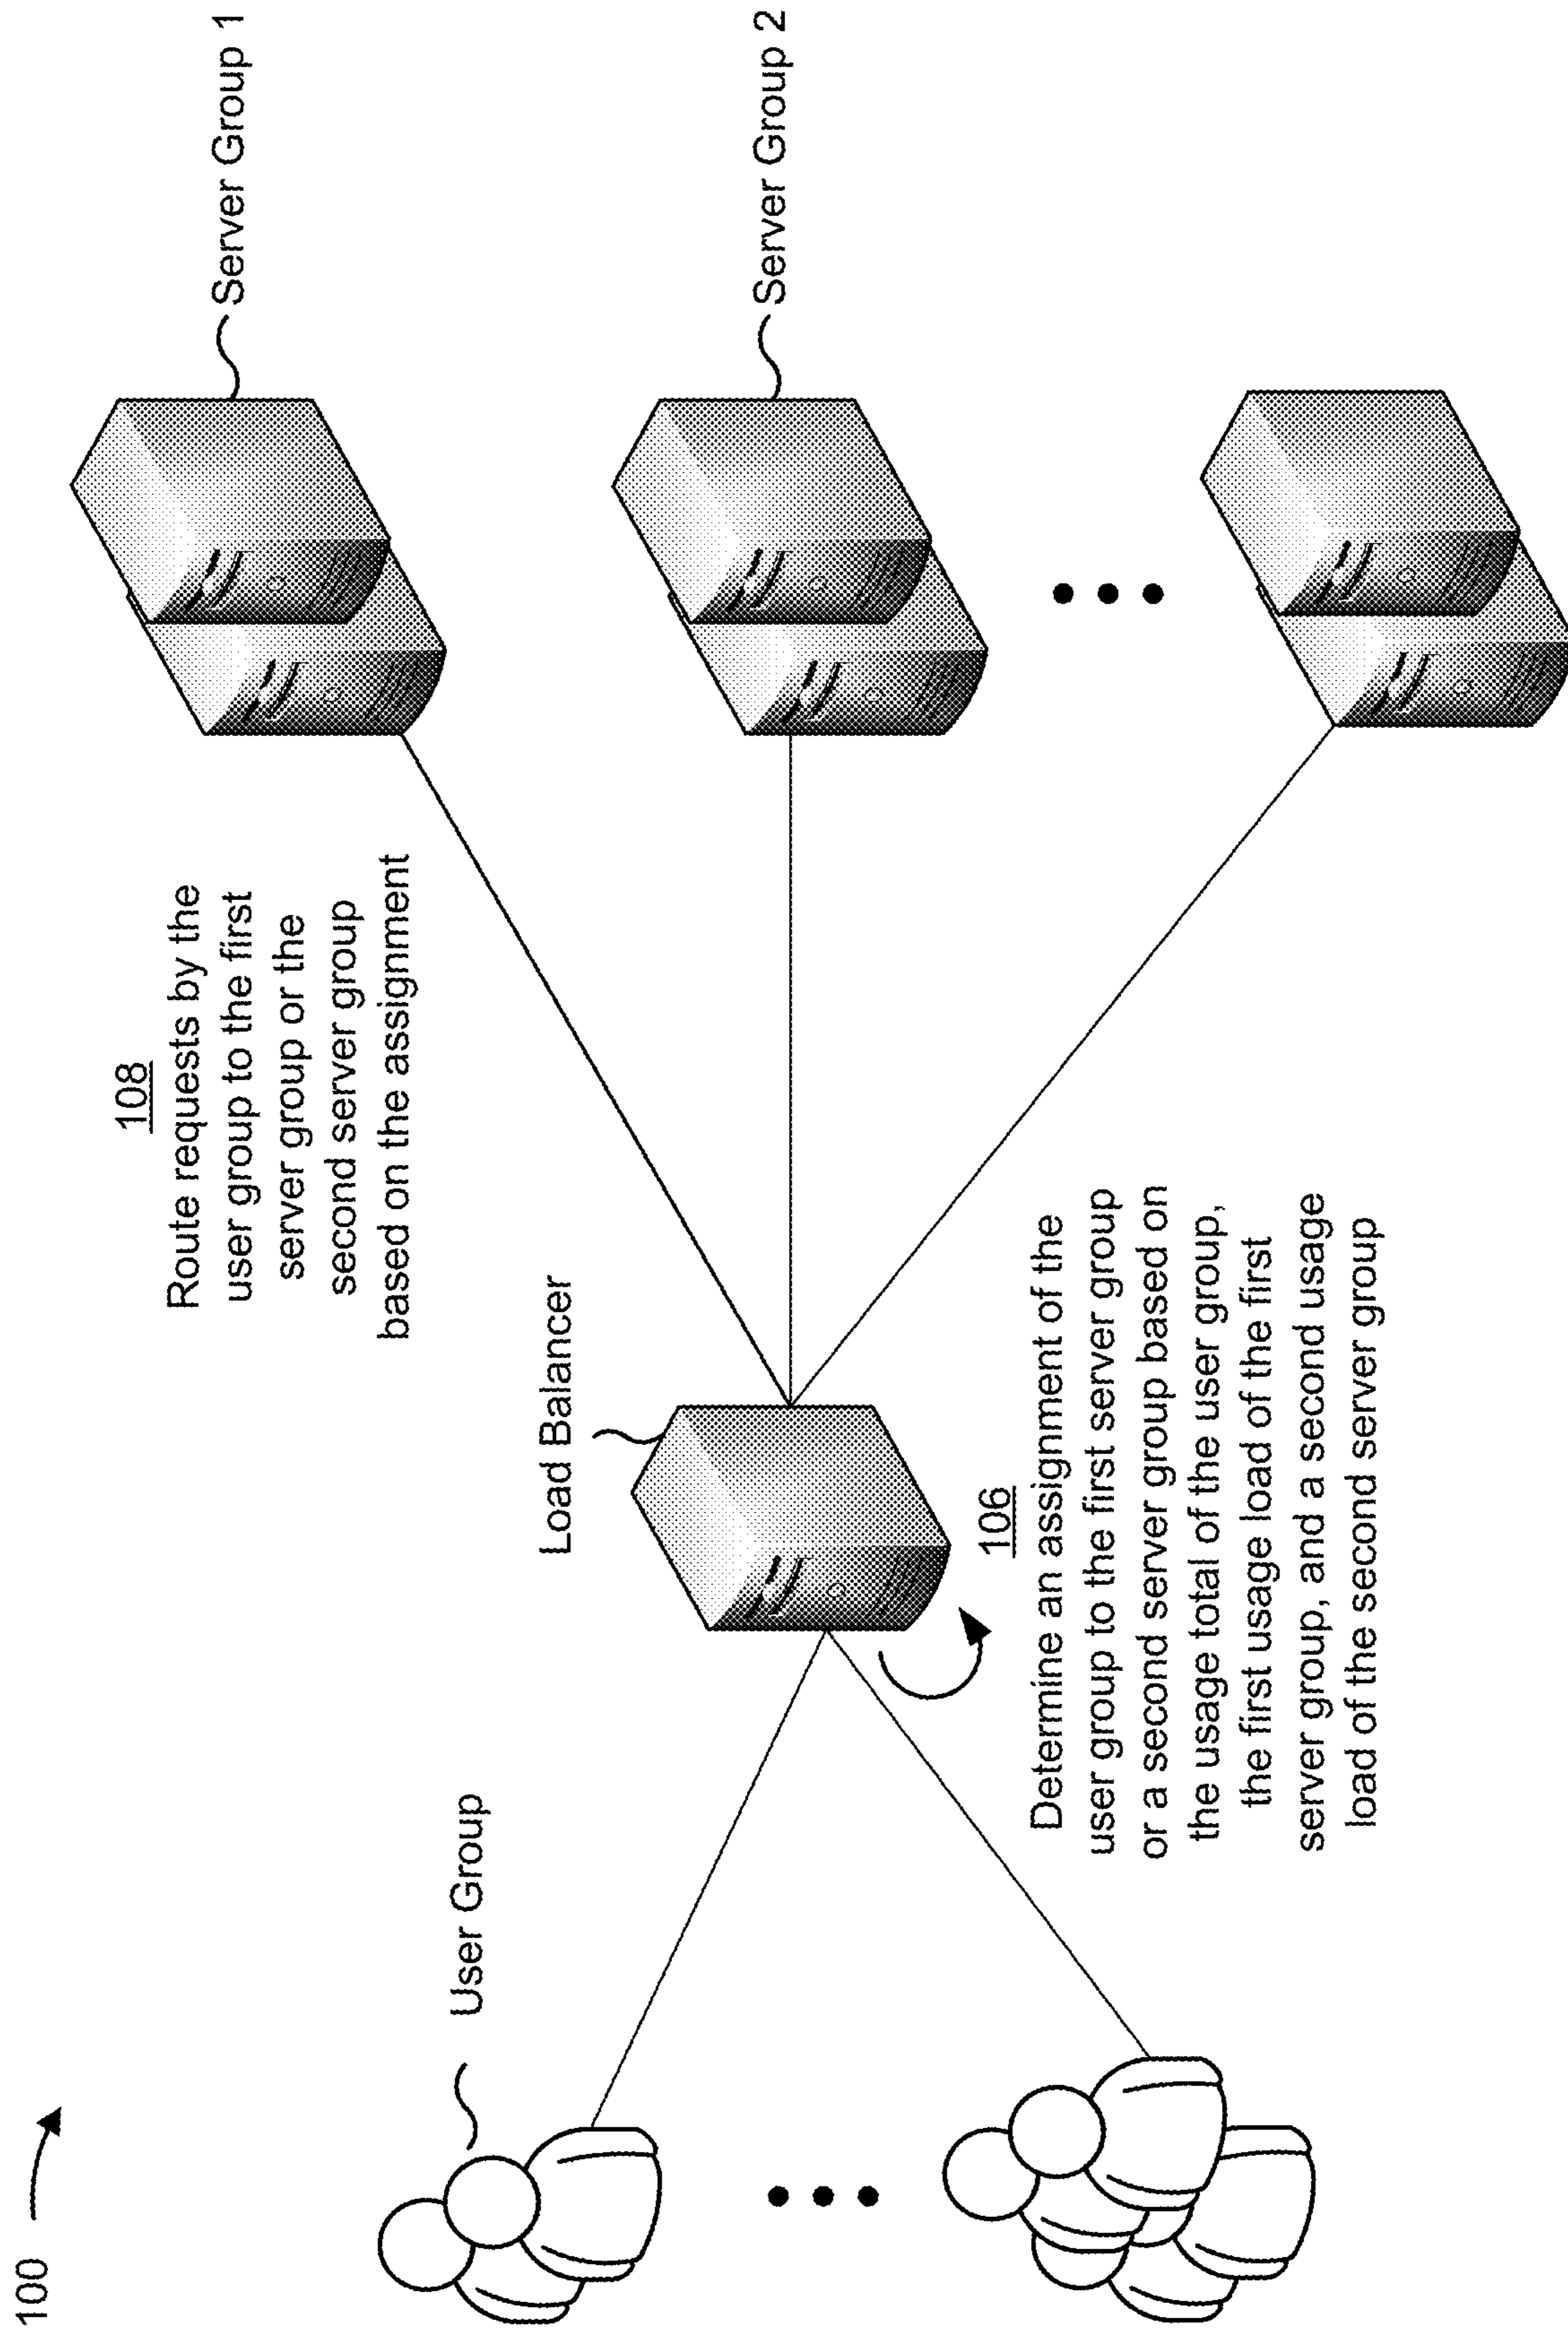 100
User Group
Load Balancer
108
Route requests by the
user group to the first
server group or the
second server group
based on the assignment
Server Group 1
Server Group 2
106
Determine an assignment of the
user group to the first server group
or a second server group based on
the usage total of the user group,
the first usage load of the first
server group, and a second usage
load of the second server group